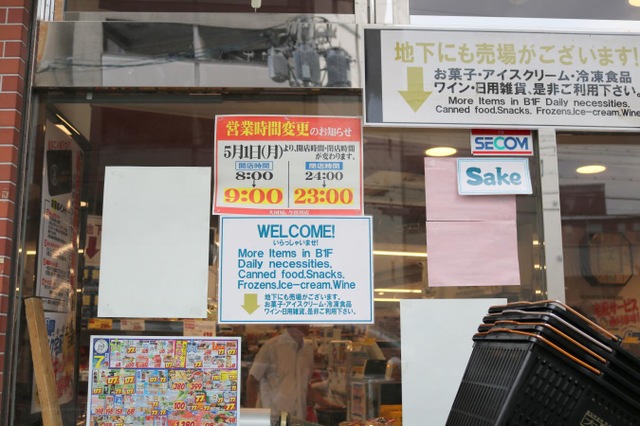 地下にも売場がございます!
お菓子・アイスクリーム・冷凍食品
ワイン・日用雑貨、是非ご利用下さい。
More Items in B1F Daily necessities.
Canned food,Snacks,Frozens,Ice-cream,Wine
SECOM
Sake
営業時間変更のお知らせ
5月1日(月)より、開店時間・閉店時間
が変わります。
開店時間 閉店時間
8:00 24:00
9:00 23:00
WELCOME!
いらっしゃいませ!
More Items in B1F
Daily necessities.
Canned food,Snacks,
Frozens,Ice-cream,Wine
地下にも売場がございます。
お菓子・アイスクリーム・冷凍食品
ワイン・日用雑貨、是非ご利用下さい。